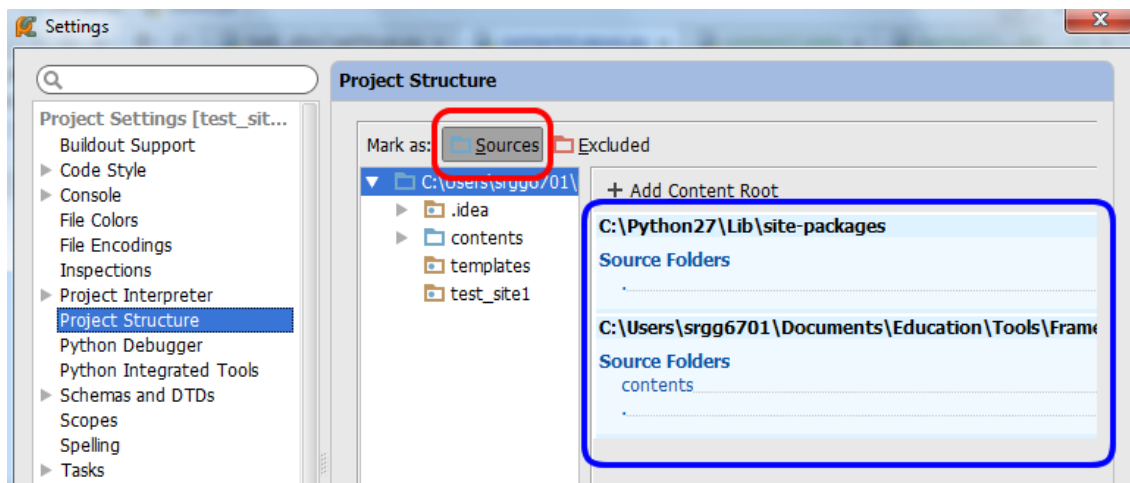 Settings
Project Structure
Project Settings [test_sit...
Buildout Support
Code Style
Console
File Colors
File Encodings
Inspections
Project Interpreter
Project Structure
Python Debugger
Python Integrated Tools
Schemas and DTDs
Scopes
Spelling
Tasks
Mark as: Sources Excluded
C:\Users\srgg6701\
.idea
contents
templates
test_site1
+ Add Content Root
C:\Python27\Lib\site-packages
Source Folders
.
C:\Users\srgg6701\Documents\Education\Tools\Frame
Source Folders
contents
.